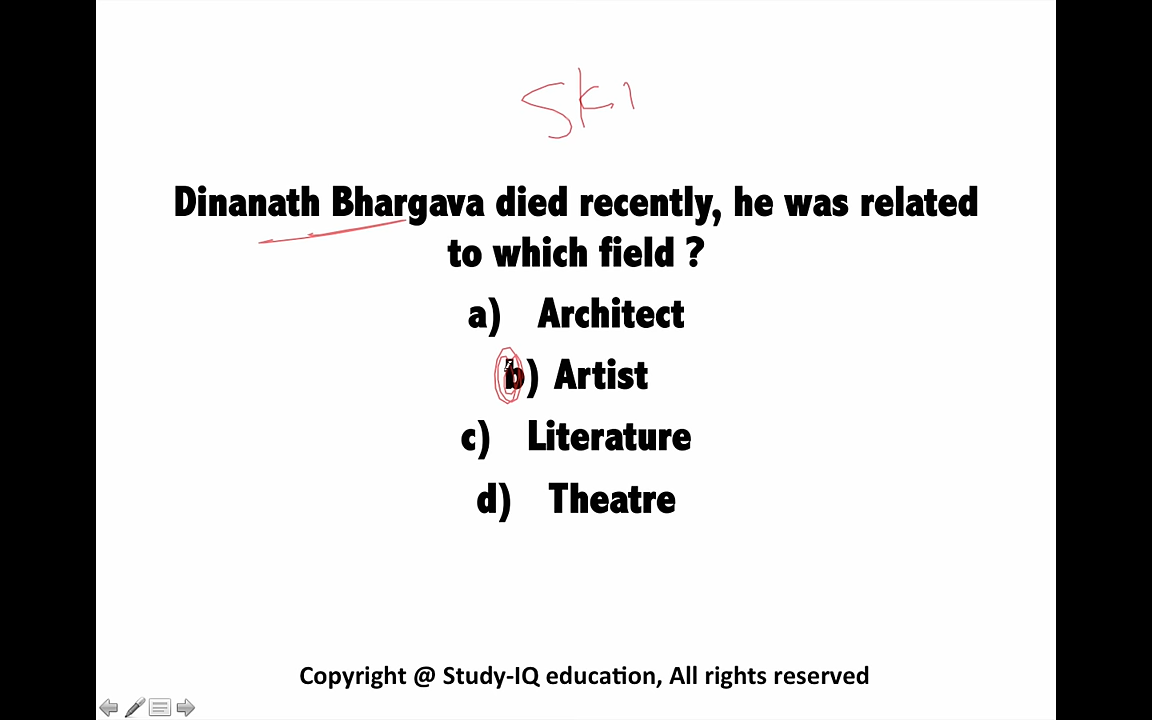 Ski
Dinanath Bhargava died recently, he was related
to which field ?
a) Architect
b) Artist
c) Literature
d) Theatre
Copyright @ Study-IQ education, All rights reserved